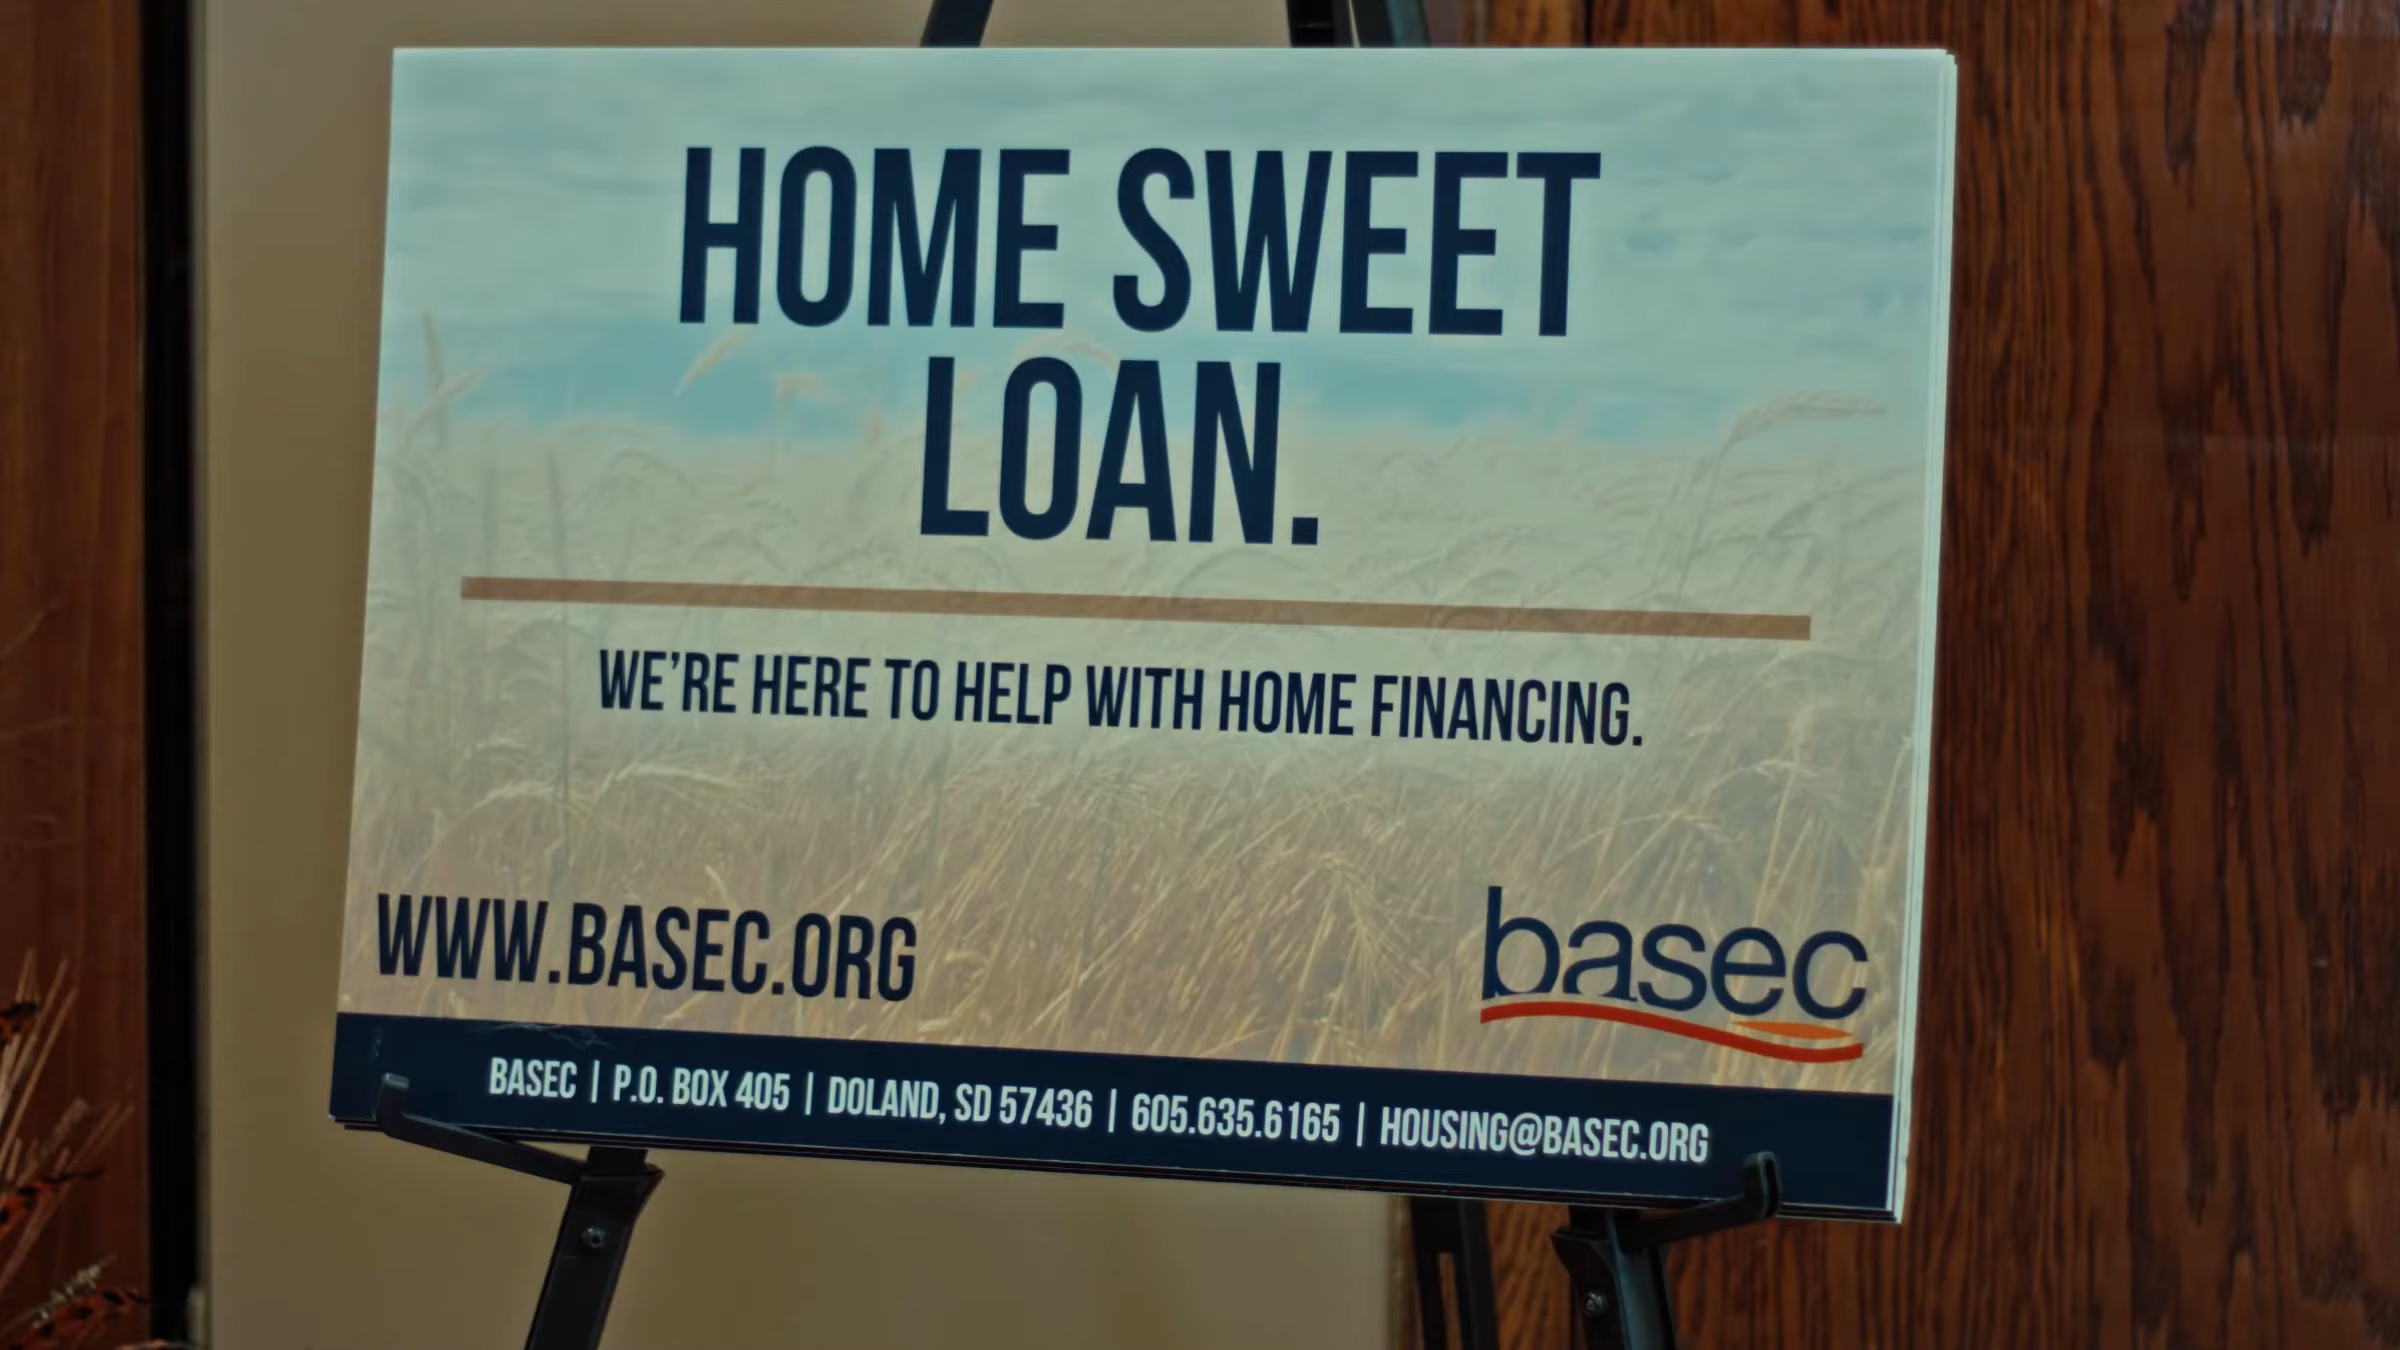 HOME SWEET
LOAN.
WE'RE HERE TO HELP WITH HOME FINANCING.
WWW.BASEC.ORG
basec
BASEC | P.O. BOX 405 | DOLAND, SD 57436 | 605.635.6165 | HOUSING@BASEC.ORG